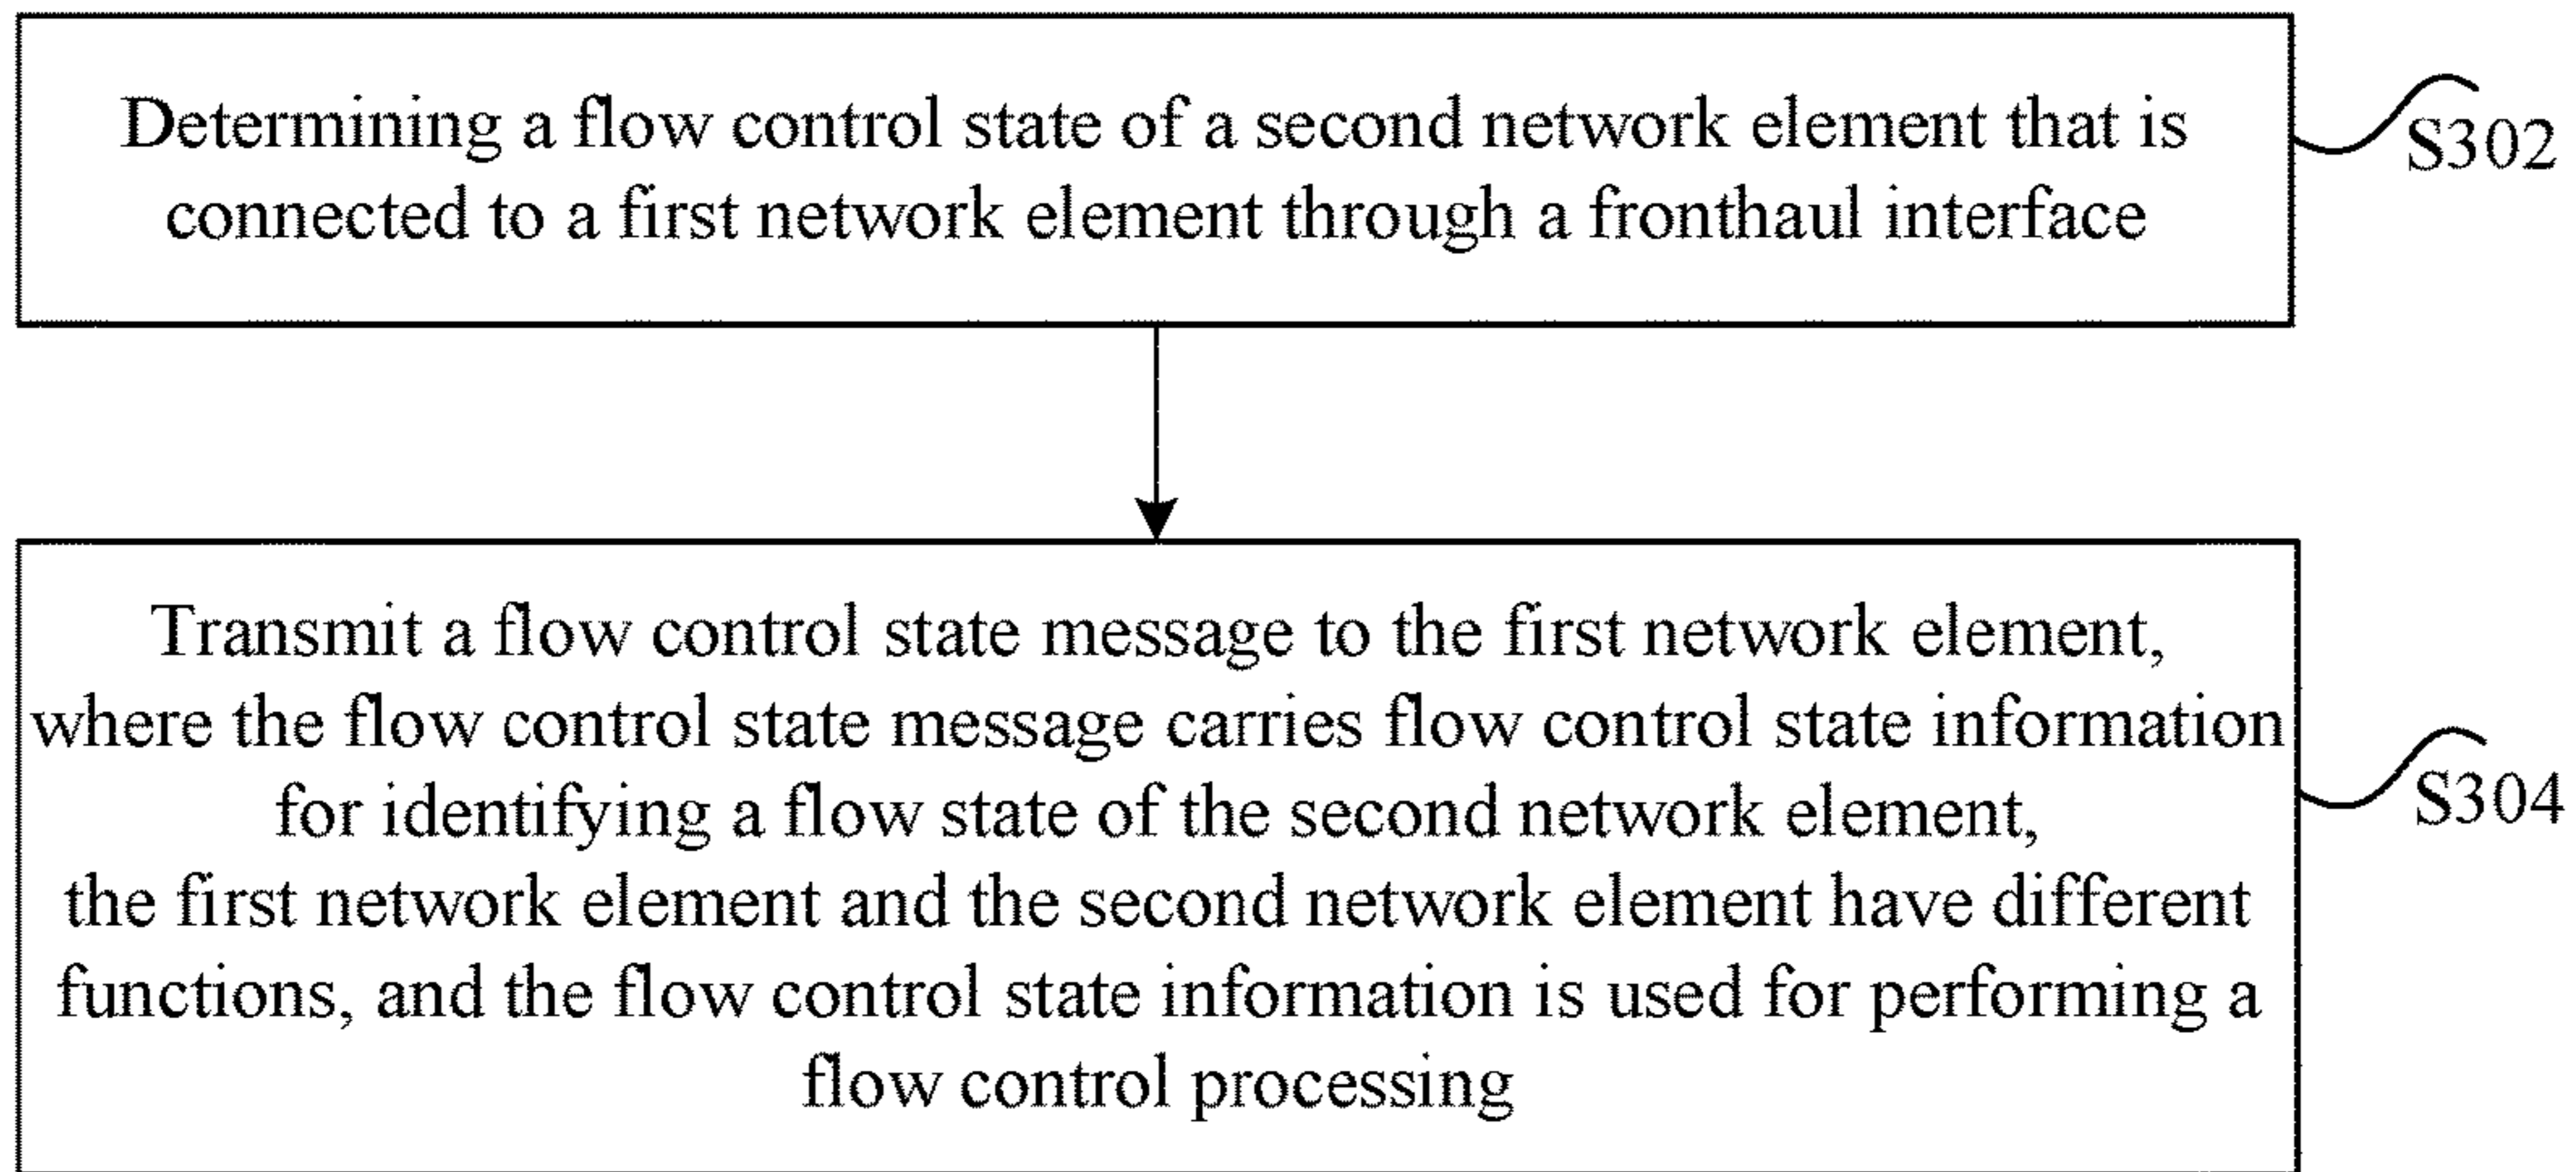 Determining a flow control state of a second network element that is
connected to a first network element through a fronthaul interface
S302
Transmit a flow control state message to the first network element,
where the flow control state message carries flow control state information
for identifying a flow state of the second network element,
the first network element and the second network element have different
functions, and the flow control state information is used for performing a
flow control processing
S304